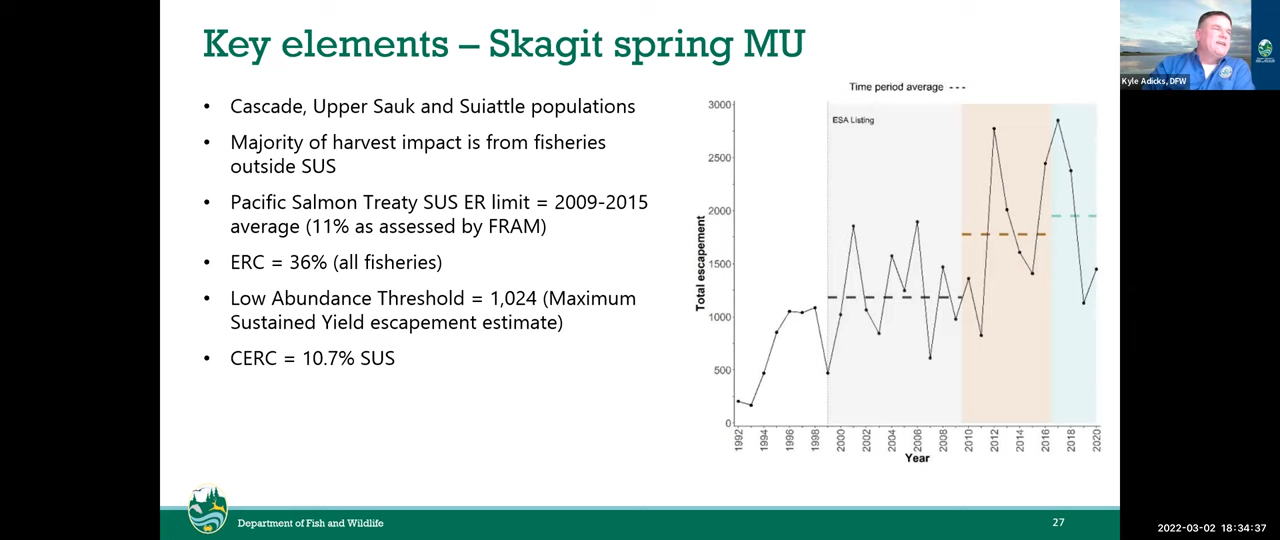 Key elements – Skagit spring MU
• Cascade, Upper Sauk and Suiattle populations
• Majority of harvest impact is from fisheries
outside SUS
• Pacific Salmon Treaty SUS ER limit = 2009-2015
average (11% as assessed by FRAM)
• ERC = 36% (all fisheries)
• Low Abundance Threshold = 1,024 (Maximum
Sustained Yield escapement estimate)
• CERC = 10.7% SUS
Time period average
ESA Listing
Total escapement
3000
2500
2000
1500
1000
500
0
1992
1994
1996
1998
2000
2002
2004
2006
2008
2010
2012
2014
2016
2018
2020
Year
Kyle Adicks, DFW
Department of Fish and Wildlife
27
2022-03-02 18:34:37